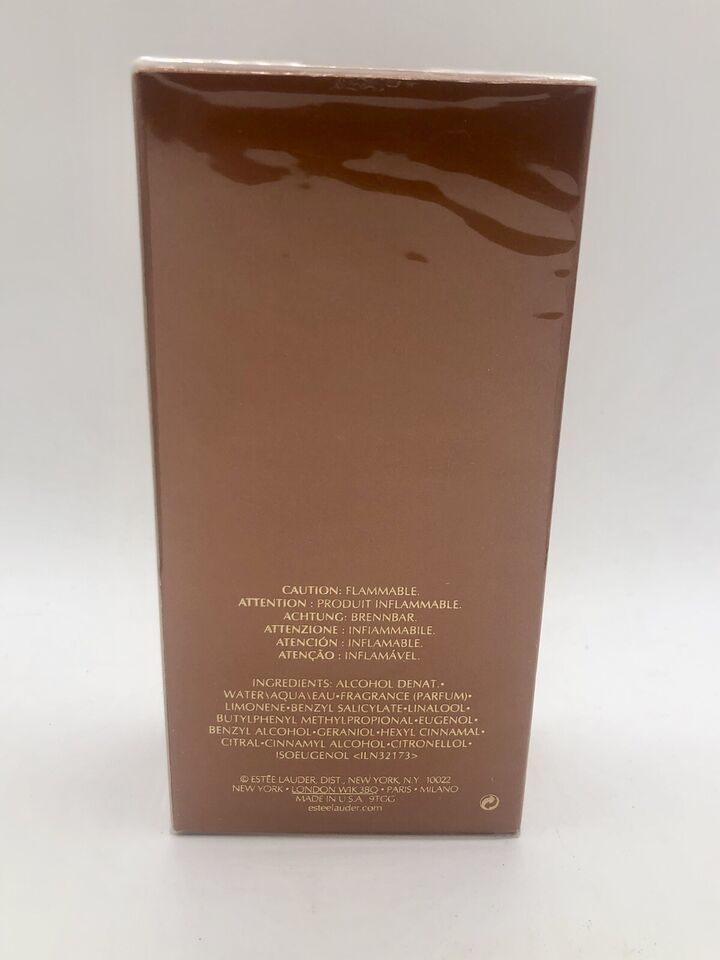 CAUTION: FLAMMABLE.
ATTENTION : PRODUIT INFLAMMABLE.
ACHTUNG: BRENNBAR.
ATTENZIONE : INFIAMMABILE.
ATENCIÓN : INFLAMABLE.
ATENÇÃO : INFLAMÁVEL.
INGREDIENTS: ALCOHOL DENAT.•
WATER\AQUA\EAU•FRAGRANCE (PARFUM)•
LIMONENE•BENZYL SALICYLATE•LINALOOL•
BUTYLPHENYL METHYLPROPIONAL•EUGENOL•
BENZYL ALCOHOL•GERANIOL•HEXYL CINNAMAL•
CITRAL•CINNAMYL ALCOHOL•CITRONELLOL•
ISOEUGENOL <ILN32173>
© ESTÉE LAUDER, DIST., NEW YORK, N.Y. 10022
NEW YORK • LONDON W1K 3BQ • PARIS • MILANO
MADE IN U.S.A. 9TGG
esteelauder.com